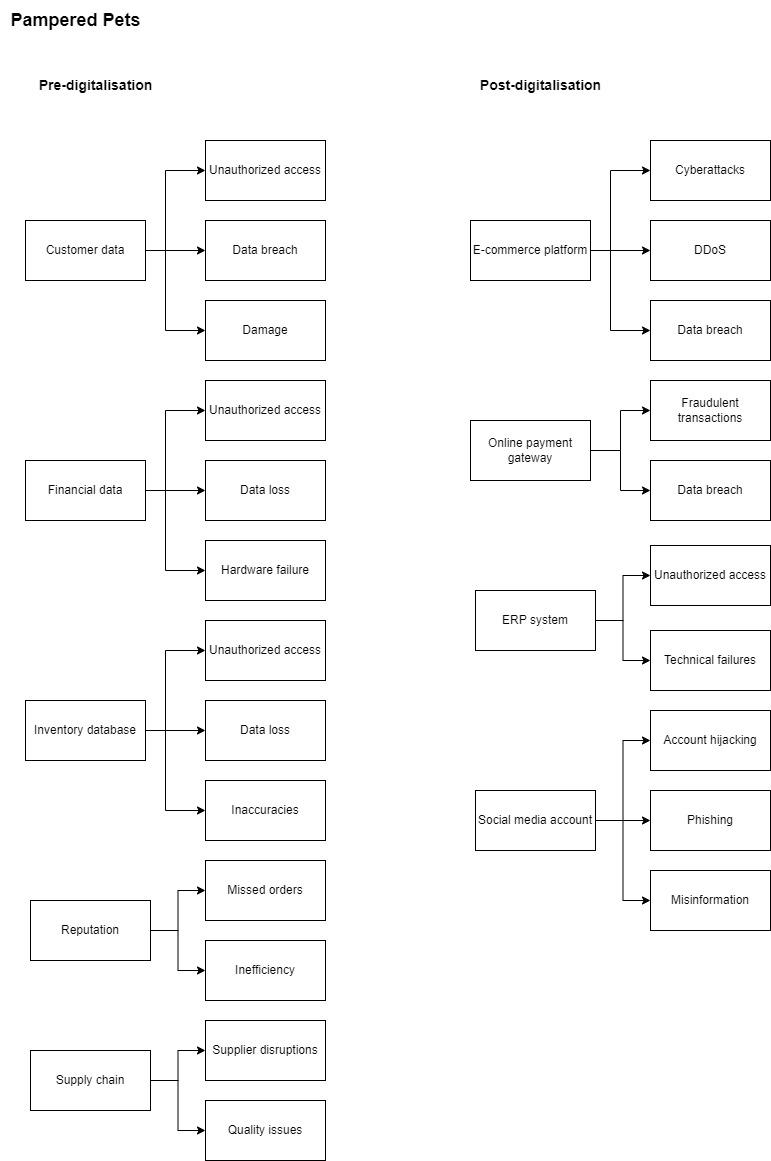 Pampered Pets
Pre-digitalisation
Customer data
Unauthorized access
Data breach
Damage
Financial data
Unauthorized access
Data loss
Hardware failure
Inventory database
Unauthorized access
Data loss
Inaccuracies
Reputation
Missed orders
Inefficiency
Supply chain
Supplier disruptions
Quality issues
Post-digitalisation
E-commerce platform
Cyberattacks
DDoS
Data breach
Online payment
gateway
Fraudulent
transactions
Data breach
ERP system
Unauthorized access
Technical failures
Social media account
Account hijacking
Phishing
Misinformation